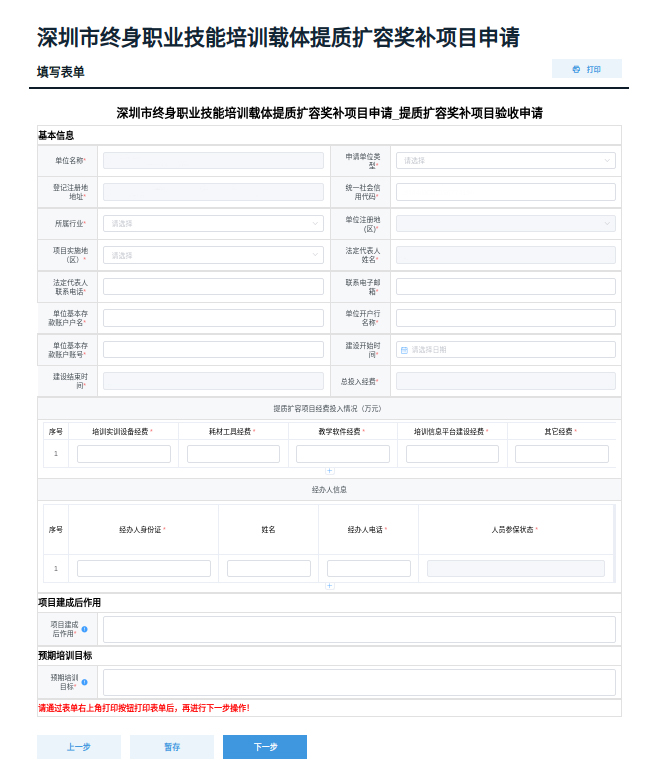 深圳市终身职业技能培训载体提质扩容奖补项目申请
填写表单
打印
深圳市终身职业技能培训载体提质扩容奖补项目申请_提质扩容奖补项目验收申请
基本信息
单位名称*
申请单位类
型*
请选择
登记注册地
地址*
统一社会信
用代码*
所属行业*
请选择
单位注册地
(区)*
项目实施地
（区）*
请选择
法定代表人
姓名*
法定代表人
联系电话*
联系电子邮
箱*
单位基本存
款账户户名*
单位开户行
名称*
单位基本存
款账户账号*
建设开始时
间*
请选择日期
建设结束时
间*
总投入经费*
提质扩容项目经费投入情况（万元）
序号 培训实训设备经费* 耗材工具经费* 教学软件经费* 培训信息平台建设经费* 其它经费*
1
+
经办人信息
序号 经办人身份证* 姓名 经办人电话* 人员参保状态*
1
+
项目建成后作用
项目建成
后作用*
预期培训目标
预期培训
目标*
请通过表单右上角打印按钮打印表单后，再进行下一步操作！
上一步 暂存 下一步